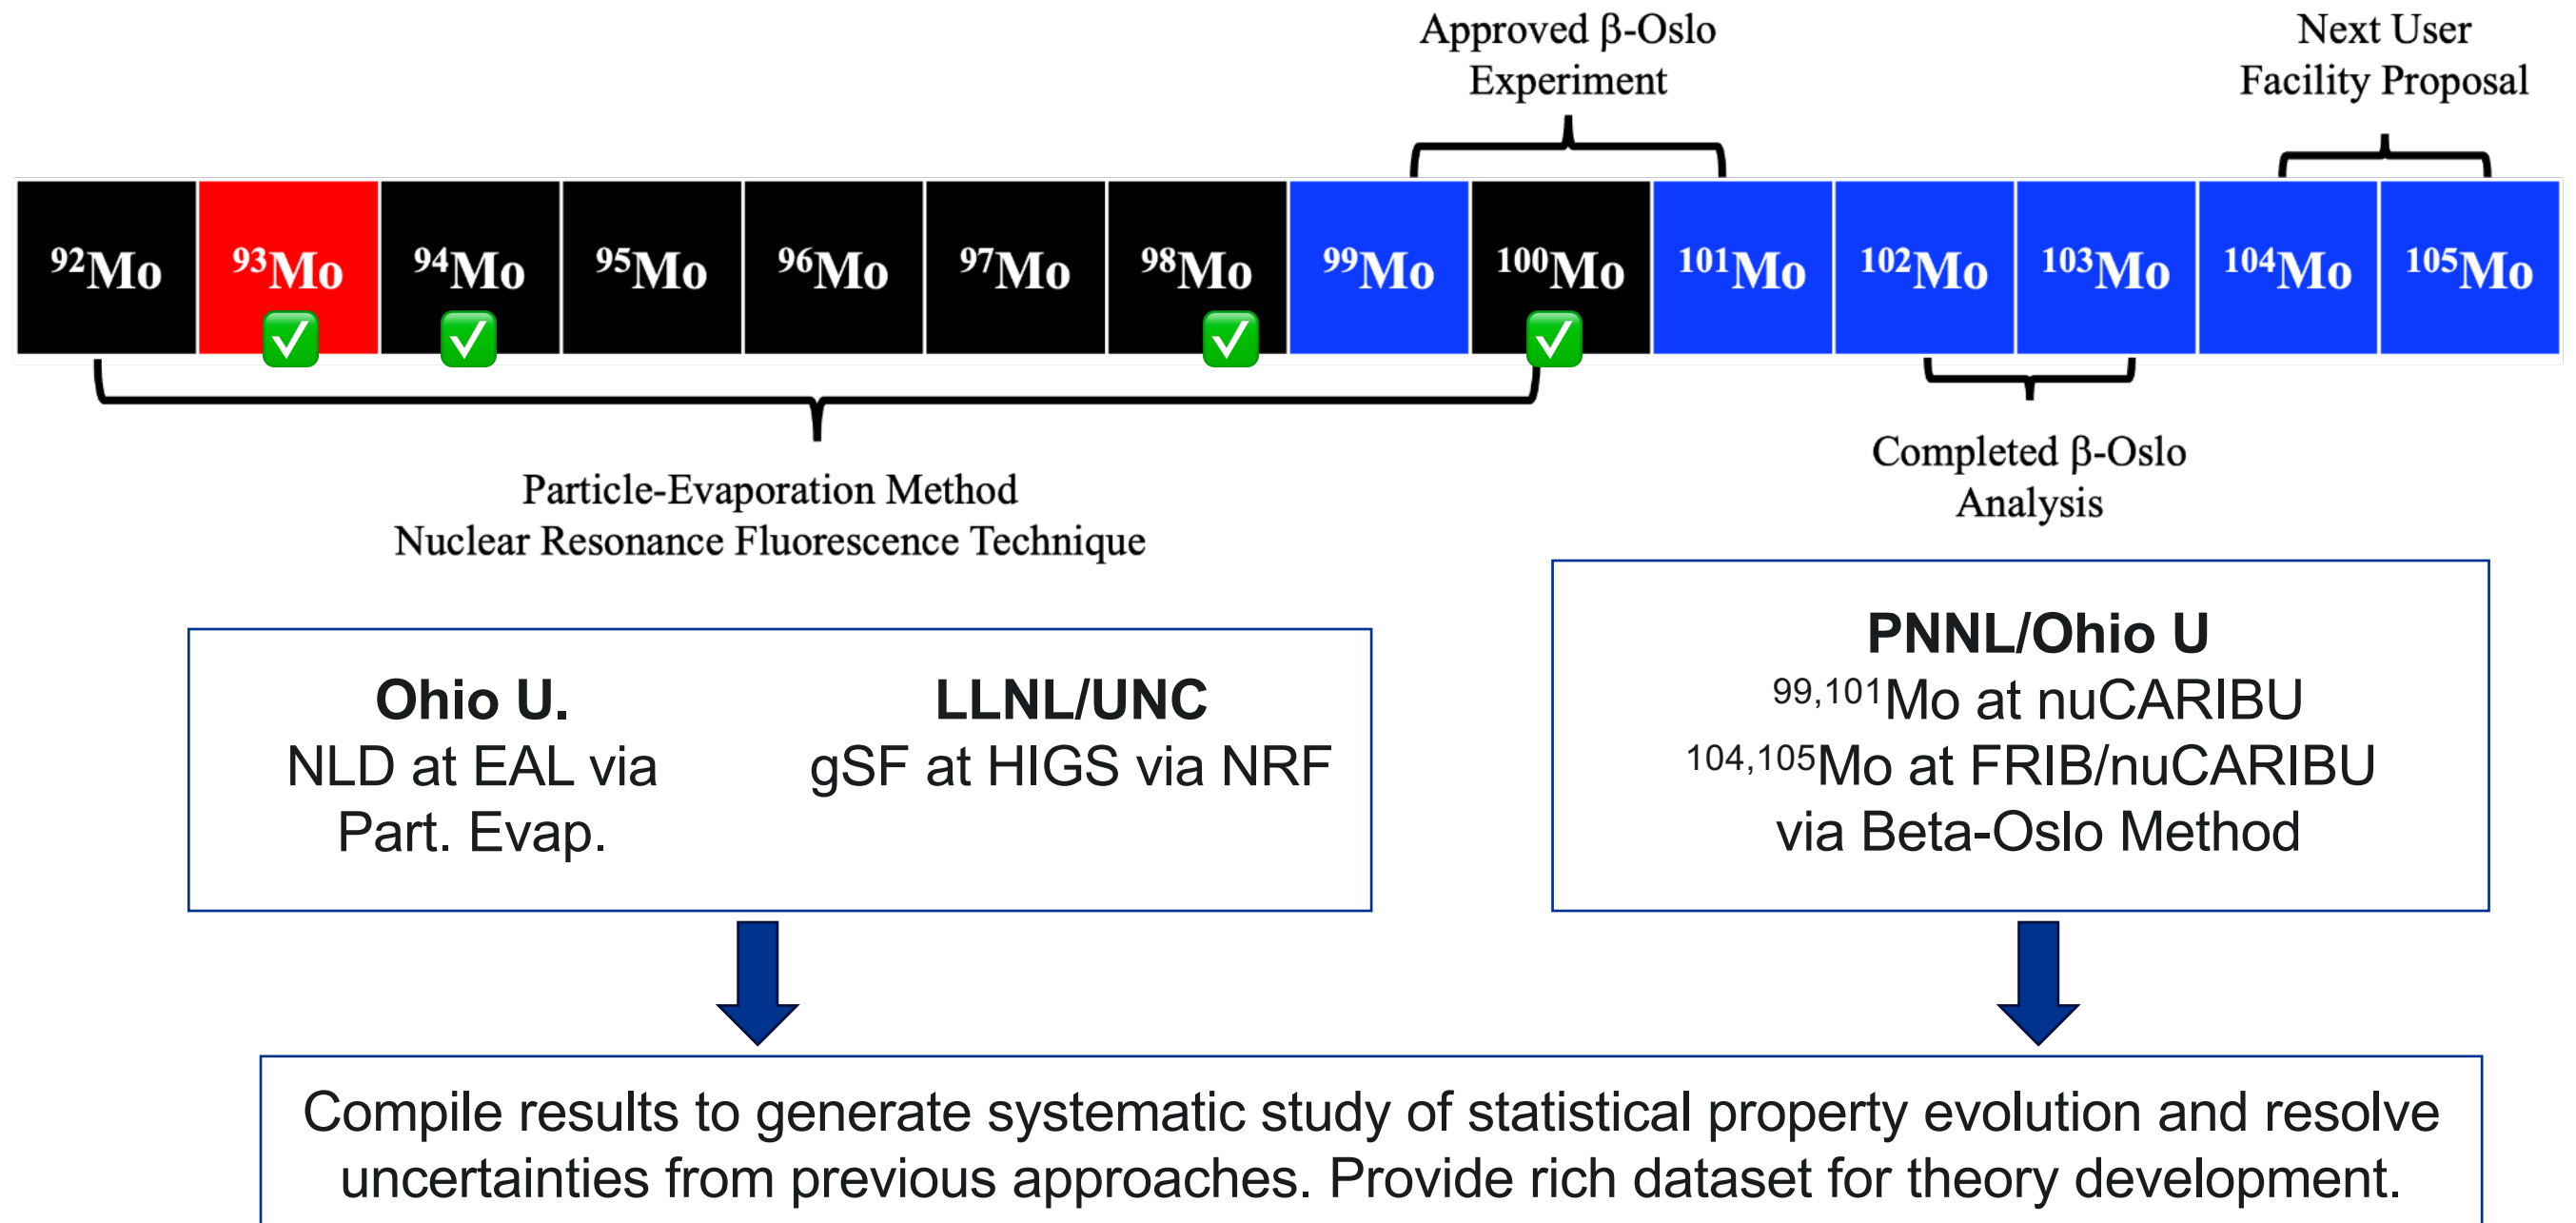 Approved β-Oslo
Experiment
Next User
Facility Proposal
⁹²Mo
⁹³Mo
⁹⁴Mo
⁹⁵Mo
⁹⁶Mo
⁹⁷Mo
⁹⁸Mo
⁹⁹Mo
¹⁰⁰Mo
¹⁰¹Mo
¹⁰²Mo
¹⁰³Mo
¹⁰⁴Mo
¹⁰⁵Mo
Particle-Evaporation Method
Nuclear Resonance Fluorescence Technique
Completed β-Oslo
Analysis
Ohio U.
NLD at EAL via
Part. Evap.
LLNL/UNC
gSF at HIGS via NRF
PNNL/Ohio U
⁹⁹,¹⁰¹Mo at nuCARIBU
¹⁰⁴,¹⁰⁵Mo at FRIB/nuCARIBU
via Beta-Oslo Method
Compile results to generate systematic study of statistical property evolution and resolve
uncertainties from previous approaches. Provide rich dataset for theory development.